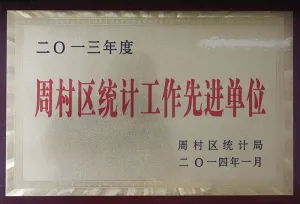 二〇一三年度
周村区统计工作先进单位
周村区统计局
二〇一四年一月